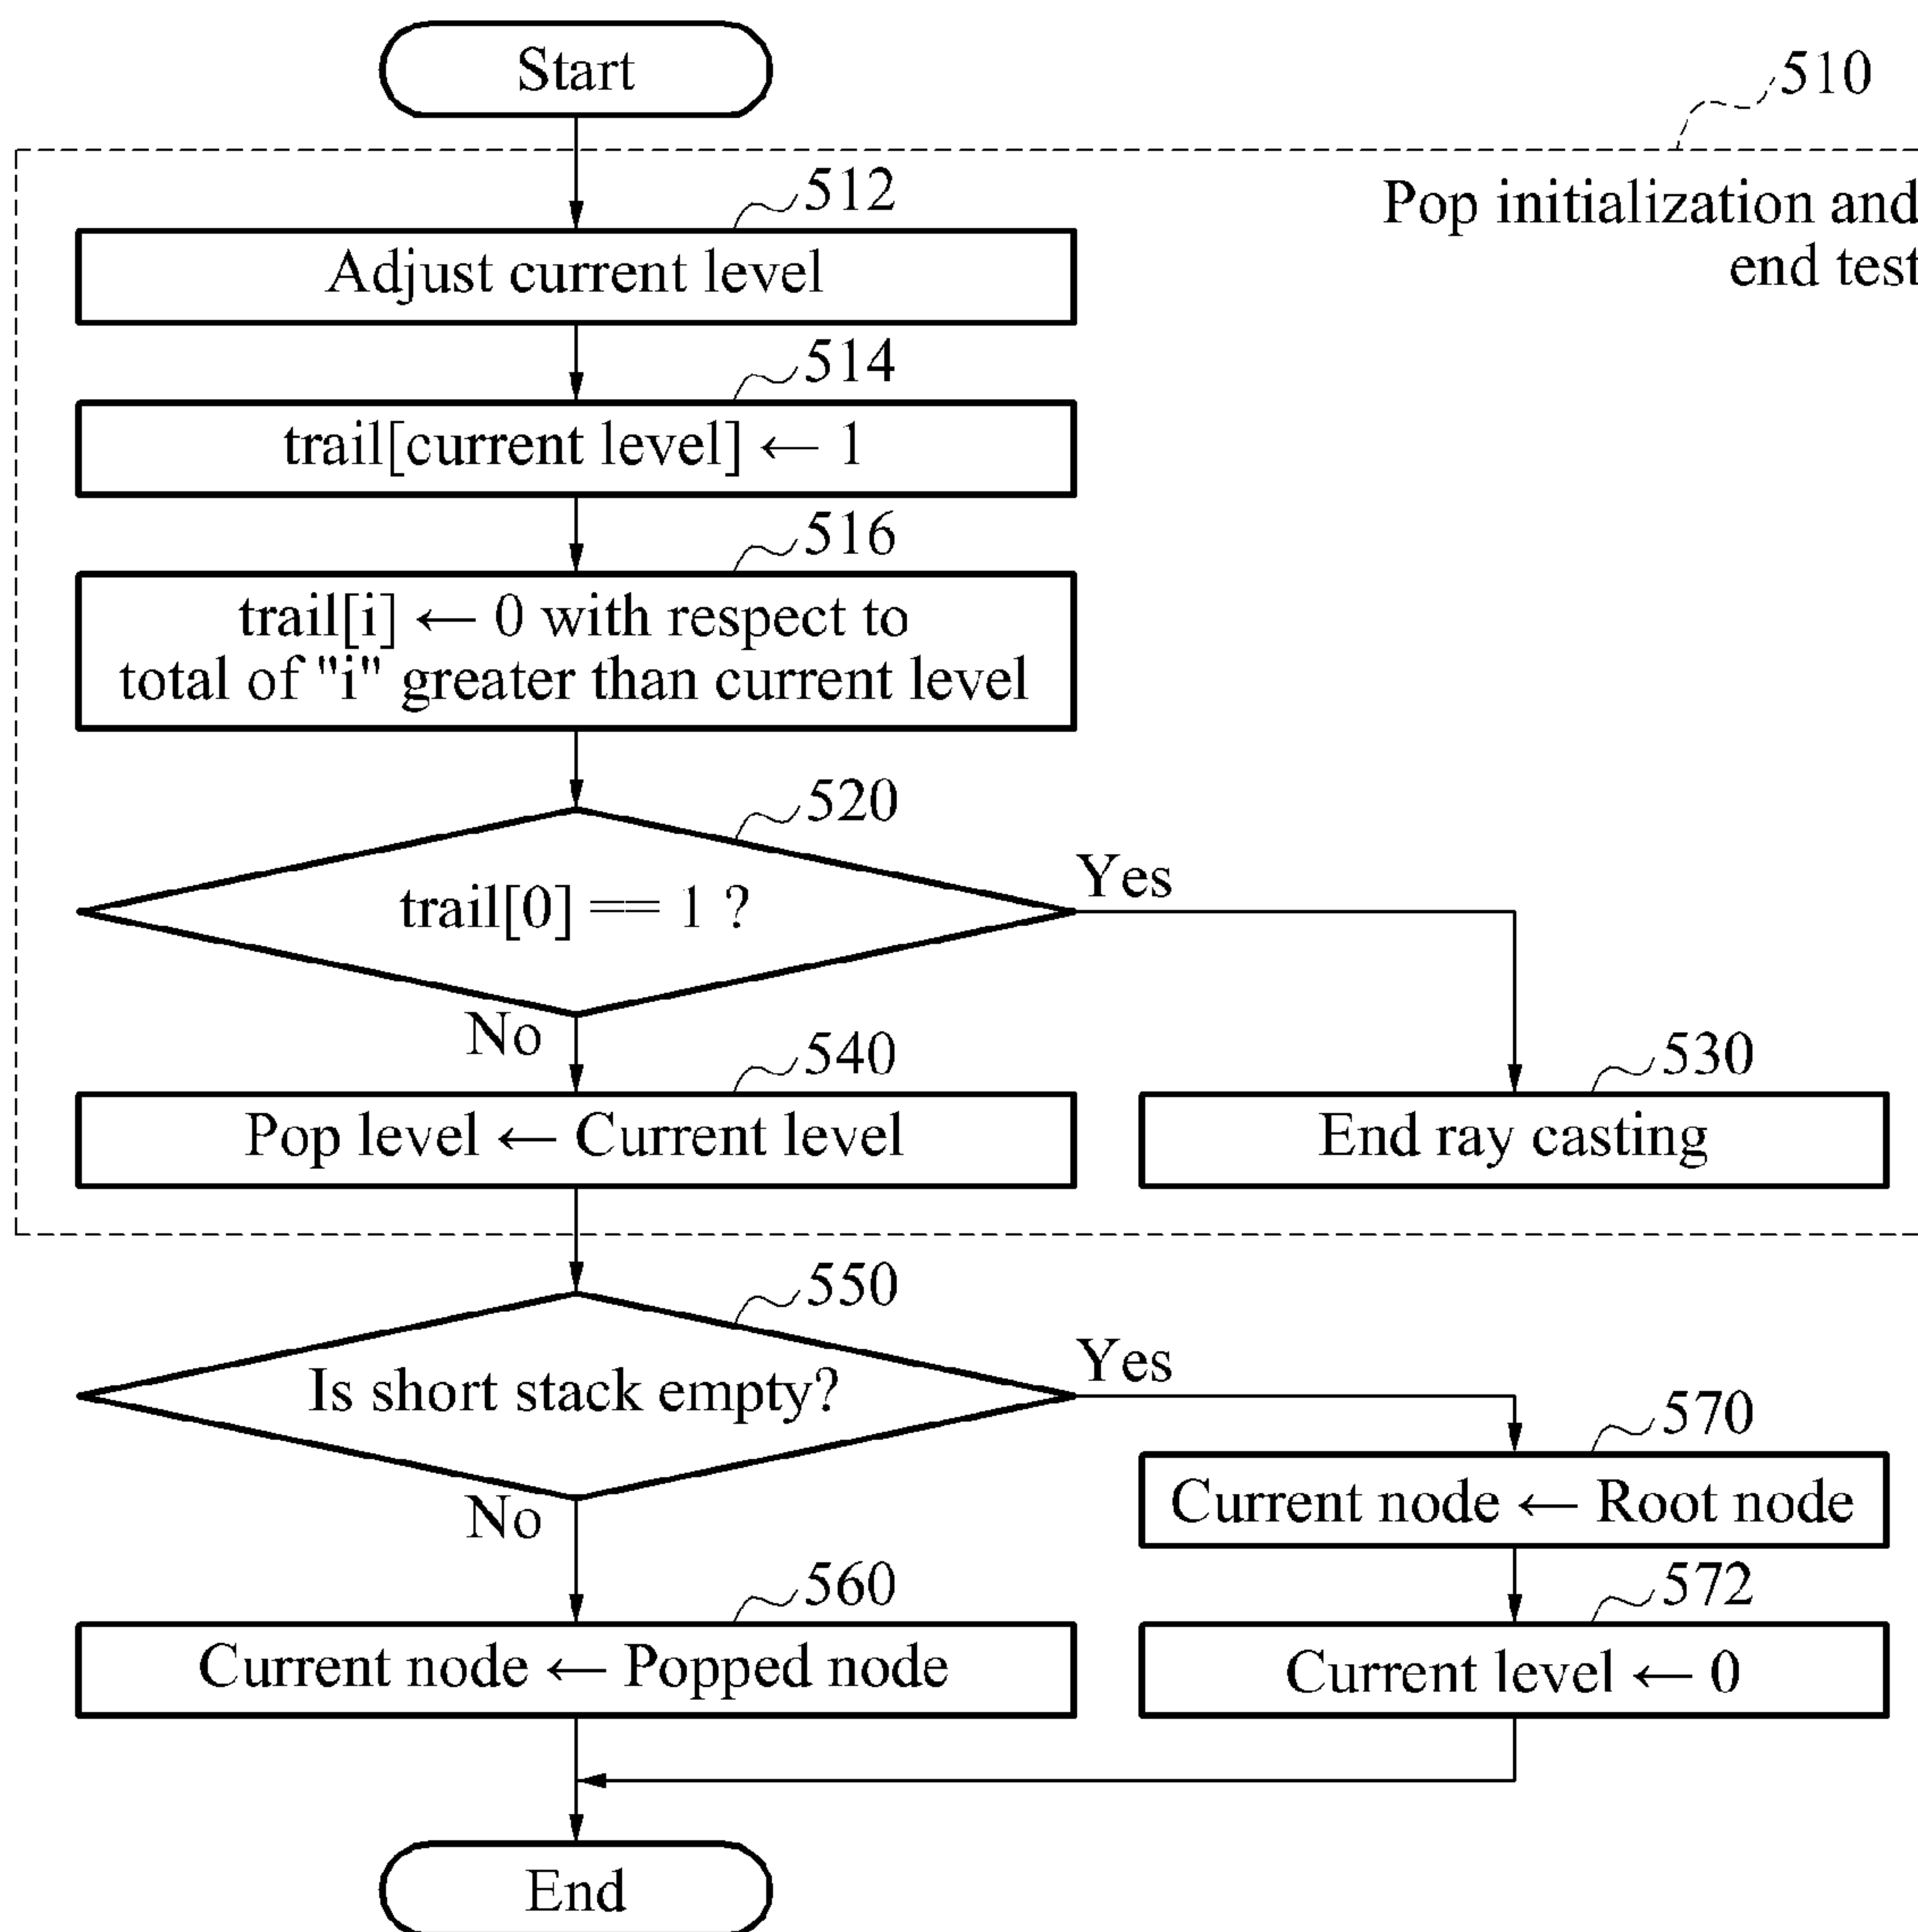 Start
510
Pop initialization and
end test
512
Adjust current level
514
trail[current level] ← 1
516
trail[i] ← 0 with respect to
total of "i" greater than current level
520
trail[0] == 1 ?
Yes
No
540
Pop level ← Current level
530
End ray casting
550
Is short stack empty?
Yes
No
570
Current node ← Root node
560
Current node ← Popped node
572
Current level ← 0
End